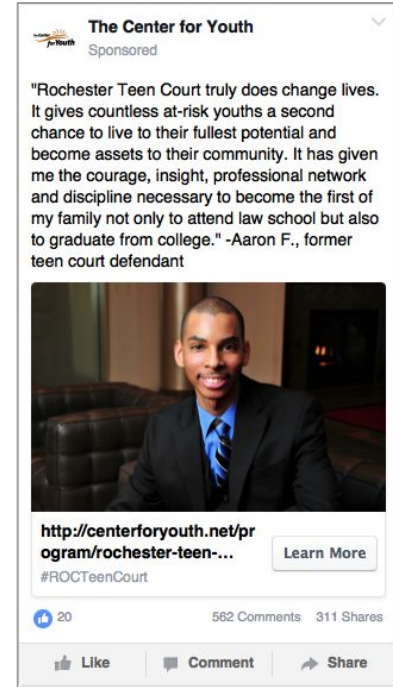 The Center for Youth
for Youth
Sponsored
"Rochester Teen Court truly does change lives.
It gives countless at-risk youths a second
chance to live to their fullest potential and
become assets to their community. It has given
me the courage, insight, professional network
and discipline necessary to become the first of
my family not only to attend law school but also
to graduate from college." -Aaron F., former
teen court defendant
http://centerforyouth.net/pr
ogram/rochester-teen-...
Learn More
#ROCTeenCourt
20
562 Comments 311 Shares
Like Comment Share